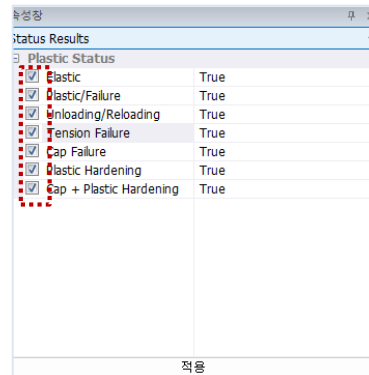 속성창
Status Results
Plastic Status
Elastic True
Plastic/Failure True
Unloading/Reloading True
Tension Failure True
Cap Failure True
Plastic Hardening True
Cap + Plastic Hardening True
적용